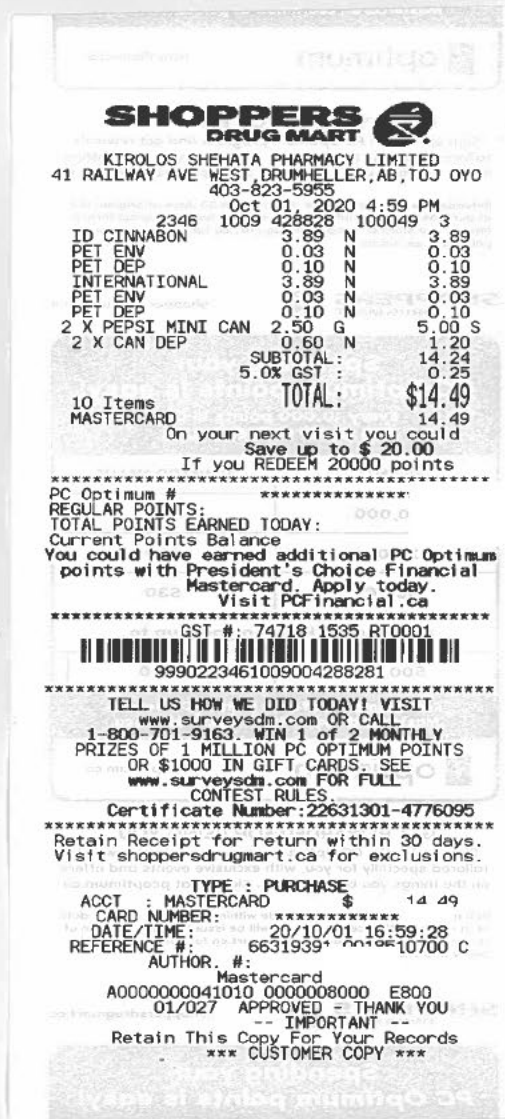 SHOPPERS
DRUG MART
KIROLOS SHEHATA PHARMACY LIMITED
41 RAILWAY AVE WEST,DRUMHELLER,AB,TOJ OYO
403-823-5955
Oct 01, 2020 4:59 PM
2346 1009 428828 100049 3
ID CINNABON 3.89 N 3.89
PET ENV 0.03 N 0.03
PET DEP 0.10 N 0.10
INTERNATIONAL 3.89 N 3.89
PET ENV 0.03 N 0.03
PET DEP 0.10 N 0.10
2 X PEPSI MINI CAN 2.50 G 5.00 S
2 X CAN DEP 0.60 N 1.20
SUBTOTAL: 14.24
5.0% GST : 0.25
10 Items TOTAL: $14.49
MASTERCARD 14.49
On your next visit you could
Save up to $ 20.00
If you REDEEM 20000 points
********************************************
PC Optimum # **************
REGULAR POINTS:
TOTAL POINTS EARNED TODAY:
Current Points Balance
You could have earned additional PC Optimum
points with President's Choice Financial
Mastercard. Apply today.
Visit PCFinancial.ca
********************************************
GST #: 74718 1535 RT0001
9990223461009004288281
********************************************
TELL US HOW WE DID TODAY! VISIT
www.surveysdm.com OR CALL
1-800-701-9163. WIN 1 of 2 MONTHLY
PRIZES OF 1 MILLION PC OPTIMUM POINTS
OR $1000 IN GIFT CARDS. SEE
www.surveysdm.com FOR FULL
CONTEST RULES.
Certificate Number:22631301-4776095
********************************************
Retain Receipt for return within 30 days.
Visit shoppersdrugmart.ca for exclusions.
TYPE : PURCHASE
ACCT : MASTERCARD $ 14.49
CARD NUMBER: ************
DATE/TIME: 20/10/01 16:59:28
REFERENCE #: C
AUTHOR. #:
Mastercard
A0000000041010 0000008000 E800
01/027 APPROVED = THANK YOU
-- IMPORTANT --
Retain This Copy For Your Records
*** CUSTOMER COPY ***